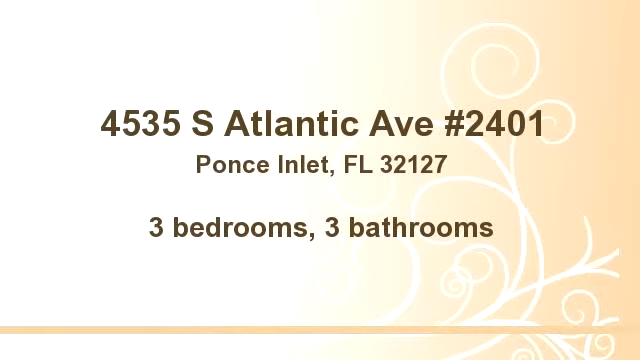 4535 S Atlantic Ave #2401
Ponce Inlet, FL 32127
3 bedrooms, 3 bathrooms